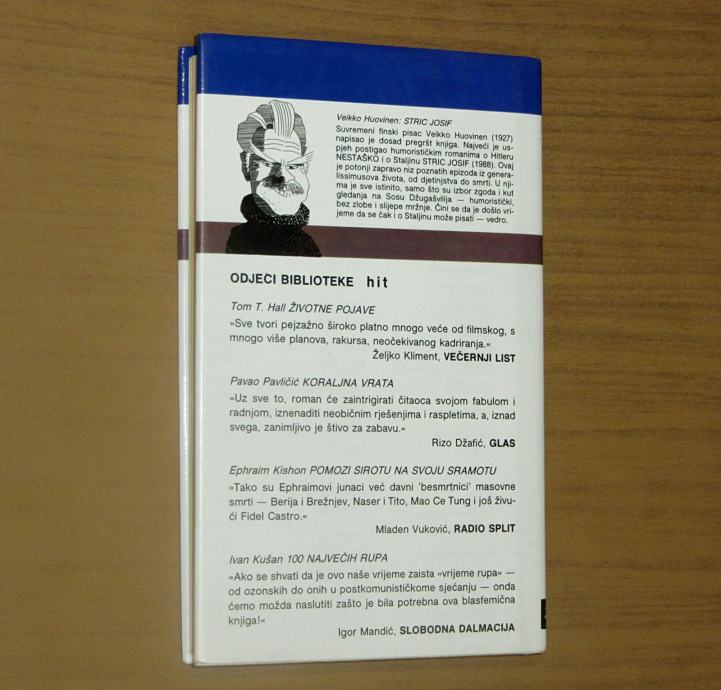 Veikko Huovinen: STRIC JOSIF
Suvremeni finski pisac Veikko Huovinen (1927)
napisao je dosad pregršt knjiga. Najveći je us-
pjeh postigao humorističkim romanima o Hitleru
NESTAŠKO i o Staljinu STRIC JOSIF (1988). Ovaj
je potonji zapravo niz poznatih epizoda iz genera-
lissimusova života, od djetinjstva do smrti. U nji-
ma je sve istinito, samo što su izbor zgoda i kut
gledanja na Sosu Džugašvilija — humoristički,
bez zlobe i slijepe mržnje. Čini se da je došlo vri-
jeme da se čak i o Staljinu može pisati — vedro.
ODJECI BIBLIOTEKE hit
Tom T. Hall ŽIVOTNE POJAVE
»Sve tvori pejzažno široko platno mnogo veće od filmskog, s
mnogo više planova, rakursa, neočekivanog kadriranja.«
Željko Kliment, VEČERNJI LIST
Pavao Pavličić KORALJNA VRATA
»Uz sve to, roman će zaintrigirati čitaoca svojom fabulom i
radnjom, iznenaditi neobičnim rješenjima i raspletima, a, iznad
svega, zanimljivo je štivo za zabavu.«
Rizo Džafić, GLAS
Ephraim Kishon POMOZI SIROTU NA SVOJU SRAMOTU
»Tako su Ephraimovi junaci već davni 'besmrtnici' masovne
smrti — Berija i Brežnjev, Naser i Tito, Mao Ce Tung i još živu-
ći Fidel Castro.«
Mladen Vuković, RADIO SPLIT
Ivan Kušan 100 NAJVEĆIH RUPA
»Ako se shvati da je ovo naše vrijeme zaista »vrijeme rupa« —
od ozonskih do onih u postkomunističkome sjećanju — onda
ćemo možda naslutiti zašto je bila potrebna ova blasfemična
knjiga!«
Igor Mandić, SLOBODNA DALMACIJA